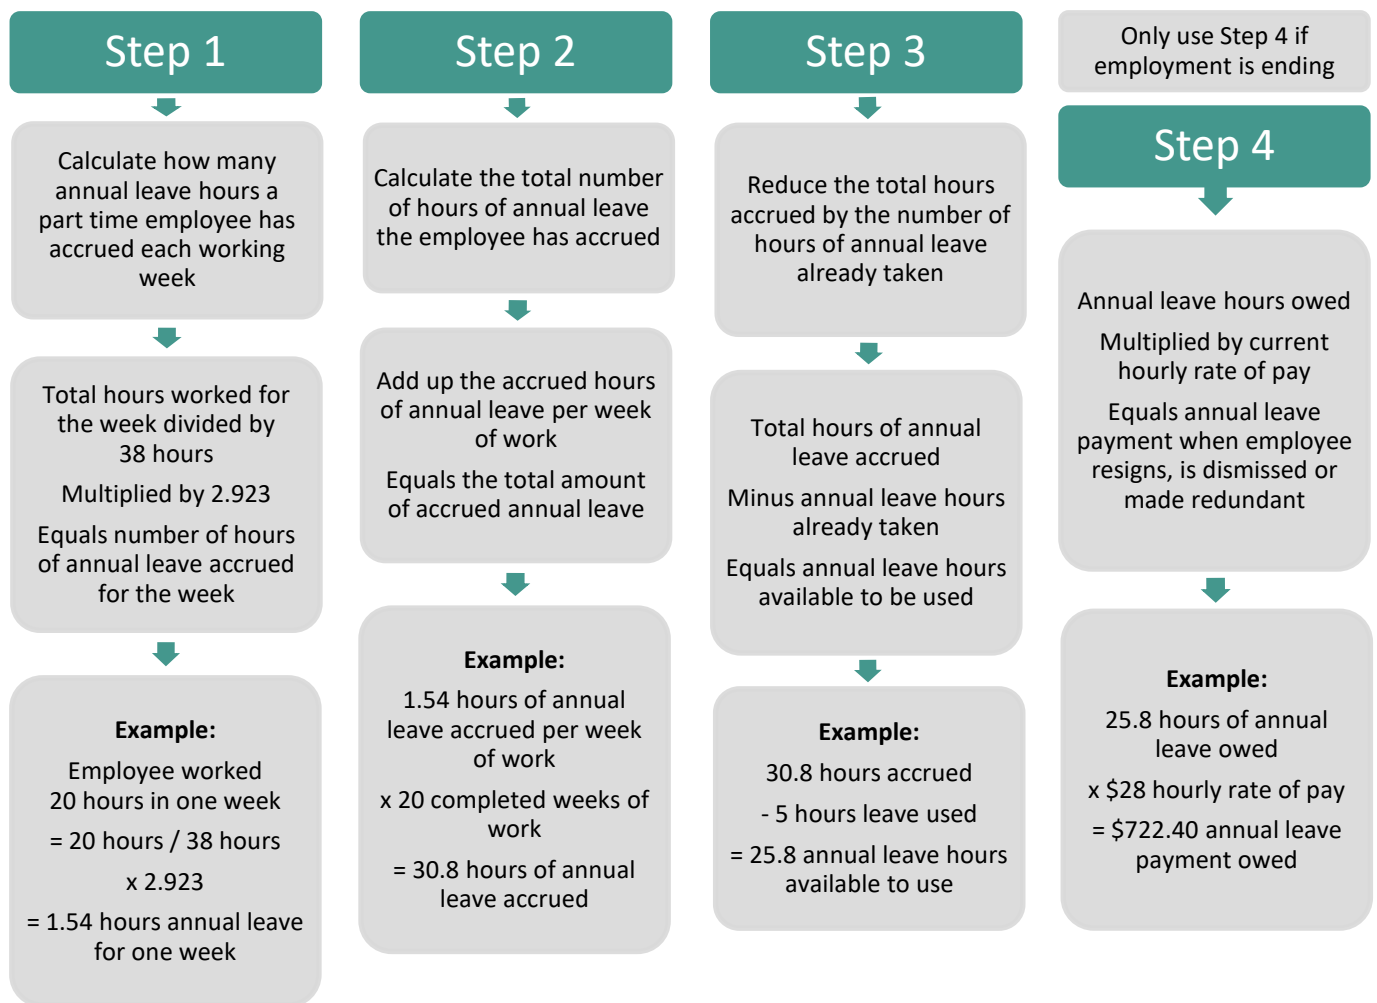 Step 1
Calculate how many
annual leave hours a
part time employee has
accrued each working
week
Total hours worked for
the week divided by
38 hours
Multiplied by 2.923
Equals number of hours
of annual leave accrued
for the week
Example:
Employee worked
20 hours in one week
= 20 hours / 38 hours
x 2.923
= 1.54 hours annual leave
for one week
Step 2
Calculate the total number
of hours of annual leave
the employee has accrued
Add up the accrued hours
of annual leave per week
of work
Equals the total amount
of accrued annual leave
Example:
1.54 hours of annual
leave accrued per week
of work
x 20 completed weeks of
work
= 30.8 hours of annual
leave accrued
Step 3
Reduce the total hours
accrued by the number of
hours of annual leave
already taken
Total hours of annual
leave accrued
Minus annual leave hours
already taken
Equals annual leave hours
available to be used
Example:
30.8 hours accrued
- 5 hours leave used
= 25.8 annual leave hours
available to use
Only use Step 4 if
employment is ending
Step 4
Annual leave hours owed
Multiplied by current
hourly rate of pay
Equals annual leave
payment when employee
resigns, is dismissed or
made redundant
Example:
25.8 hours of annual
leave owed
x $28 hourly rate of pay
= $722.40 annual leave
payment owed